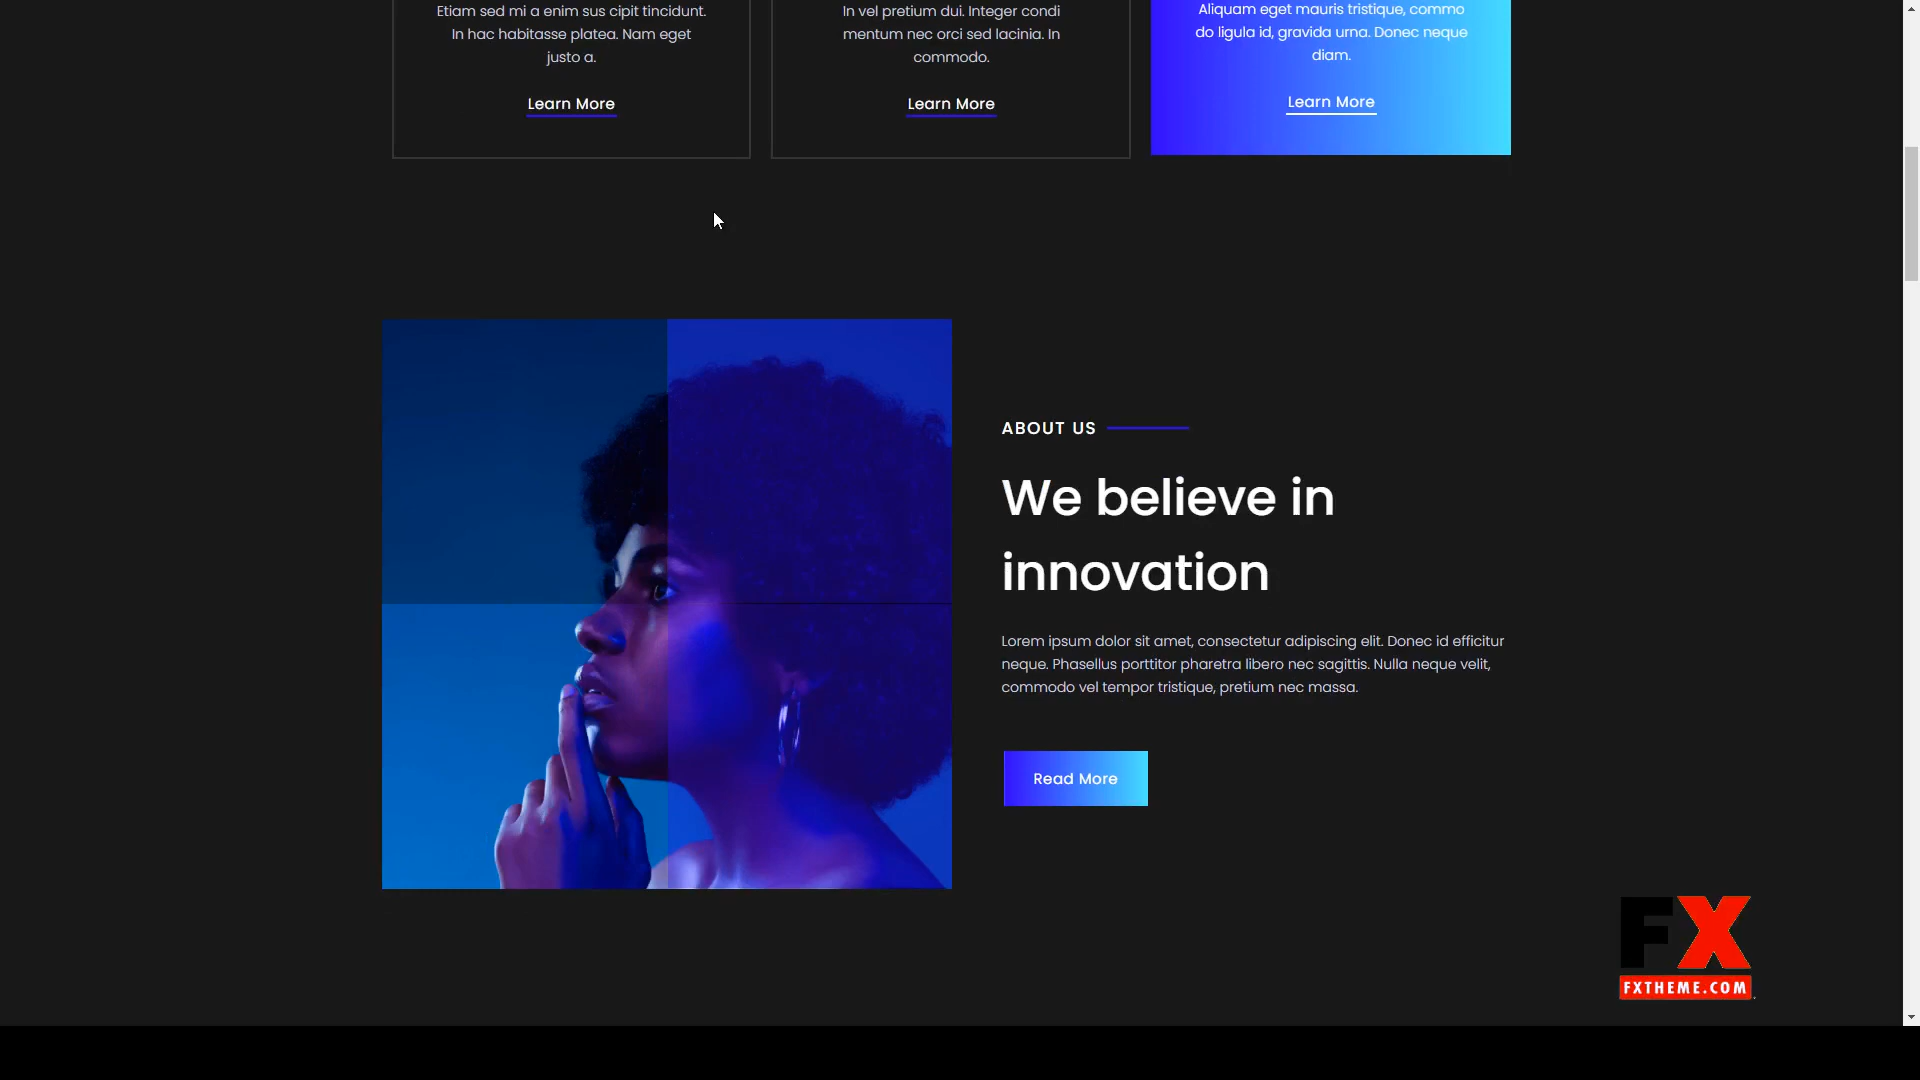 Etiam sed mi a enim sus cipit tincidunt.
In hac habitasse platea. Nam eget
justo a.
Learn More
In vel pretium dui. Integer condi
mentum nec orci sed lacinia. In
commodo.
Learn More
Aliquam eget mauris tristique, commo
do ligula id, gravida urna. Donec neque
diam.
Learn More
ABOUT US
We believe in
innovation
Lorem ipsum dolor sit amet, consectetur adipiscing elit. Donec id efficitur
neque. Phasellus porttitor pharetra libero nec sagittis. Nulla neque velit,
commodo vel tempor tristique, pretium nec massa.
Read More
FX
FXTHEME.COM